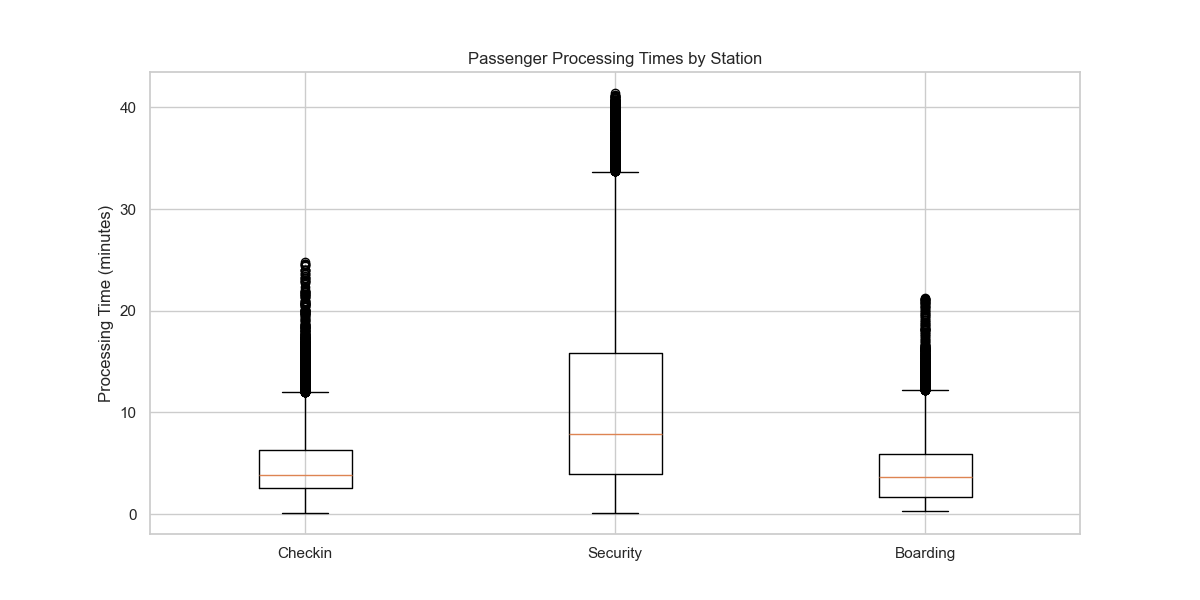 Passenger Processing Times by Station
Processing Time (minutes)
40
30
20
10
0
Checkin
Security
Boarding